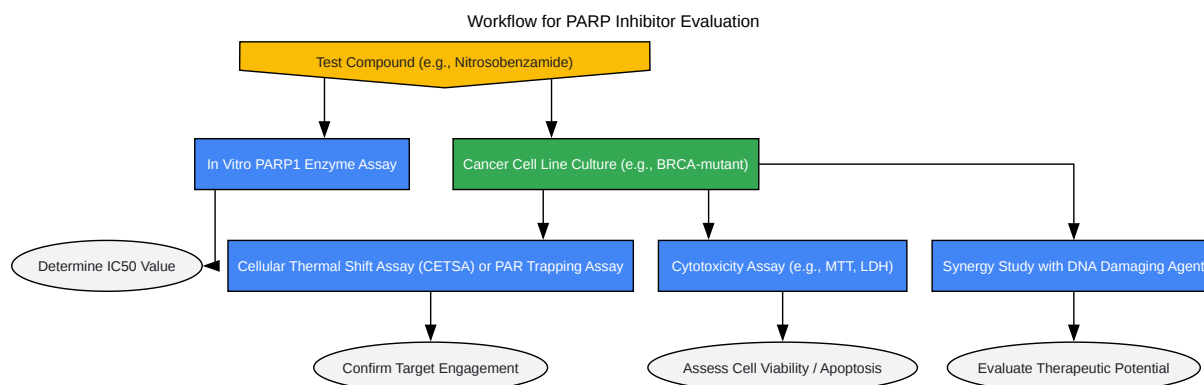 Workflow for PARP Inhibitor Evaluation
Test Compound (e.g., Nitrosobenzamide)
In Vitro PARP1 Enzyme Assay
Cancer Cell Line Culture (e.g., BRCA-mutant)
Determine IC50 Value
Cellular Thermal Shift Assay (CETSA) or PAR Trapping Assay
Cytotoxicity Assay (e.g., MTT, LDH)
Synergy Study with DNA Damaging Agent
Confirm Target Engagement
Assess Cell Viability / Apoptosis
Evaluate Therapeutic Potential